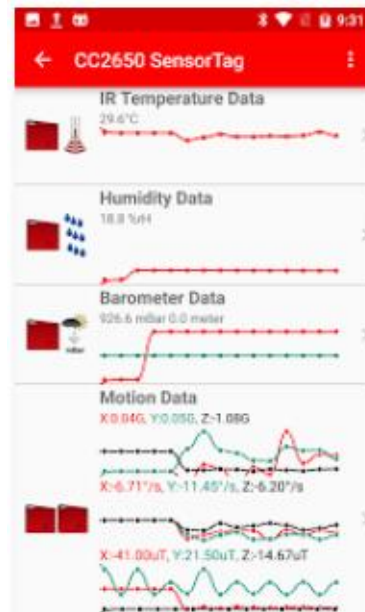 9:31
CC2650 SensorTag
IR Temperature Data
29.6°C
Humidity Data
18.8 %rH
Barometer Data
926.6 mBar 0.0 meter
mBar
Motion Data
X:0.04G, Y:0.05G, Z:-1.08G
X:-6.71°/s, Y:-11.45°/s, Z:-6.20°/s
X:-41.00uT, Y:21.50uT, Z:-14.67uT